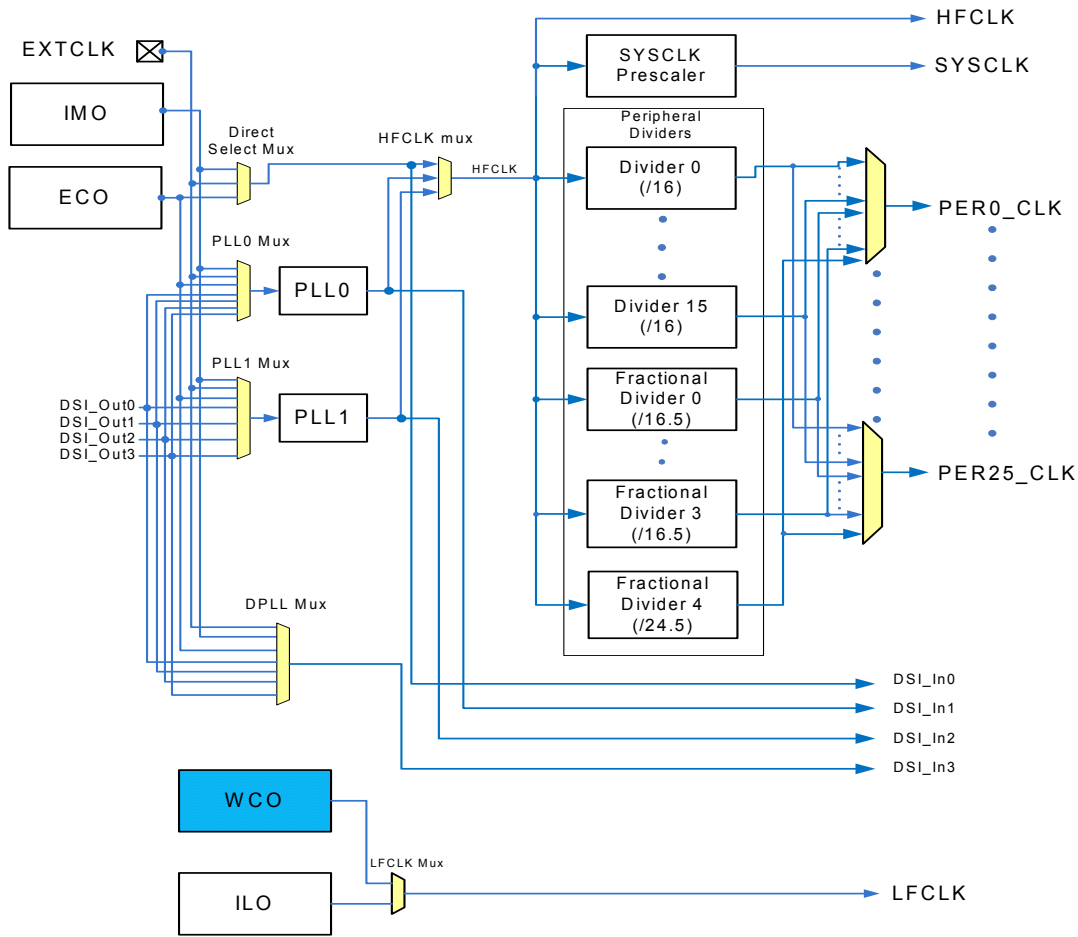 HFCLK
EXTCLK
SYSCLK
Prescaler
SYSCLK
IMO
Peripheral
Dividers
Direct
Select Mux
HFCLK mux
HFCLK
Divider 0
(/16)
ECO
PER0_CLK
PLL0 Mux
PLL0
Divider 15
(/16)
PLL1 Mux
PLL1
Fractional
Divider 0
(/16.5)
DSI_Out0
DSI_Out1
DSI_Out2
DSI_Out3
PER25_CLK
Fractional
Divider 3
(/16.5)
Fractional
Divider 4
(/24.5)
DPLL Mux
DSI_In0
DSI_In1
DSI_In2
DSI_In3
WCO
LFCLK Mux
ILO
LFCLK